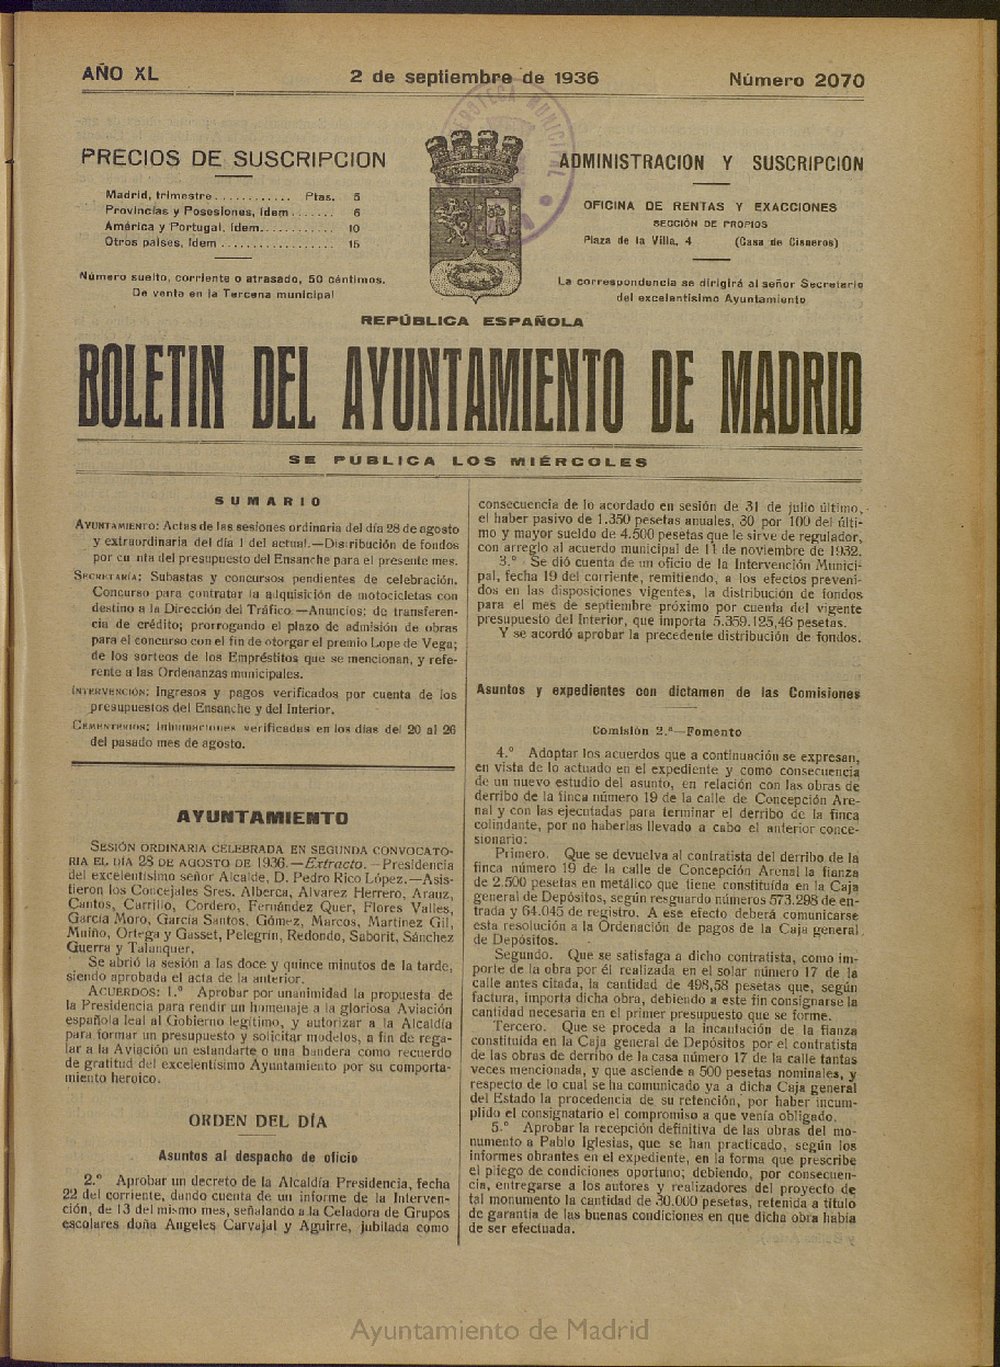 AÑO XL
2 de septiembre de 1936
Número 2070
PRECIOS DE SUSCRIPCION
Madrid, trimestre............ Ptas. 5
Provincias y Posesiones, ídem....... 6
América y Portugal, ídem............ 10
Otros países, ídem.................. 15
Número suelto, corriente o atrasado, 50 céntimos.
De venta en la Tercena municipal
HEMEROTECA MUNICIPAL
ADMINISTRACION Y SUSCRIPCION
OFICINA DE RENTAS Y EXACCIONES
SECCIÓN DE PROPIOS
Plaza de la Villa, 4 (Casa de Cisneros)
La correspondencia se dirigirá al señor Secretario
del excelentísimo Ayuntamiento
REPÚBLICA ESPAÑOLA
BOLETIN DEL AYUNTAMIENTO DE MADRID
SE PUBLICA LOS MIÉRCOLES
SUMARIO
AYUNTAMIENTO: Actas de las sesiones ordinaria del día 28 de agosto
y extraordinaria del día 1 del actual.—Distribución de fondos
por cu nta del presupuesto del Ensanche para el presente mes.
SECRETARÍA: Subastas y concursos pendientes de celebración.
Concurso para contratar la adquisición de motocicletas con
destino a la Dirección del Tráfico.—Anuncios: de transferen-
cia de crédito; prorrogando el plazo de admisión de obras
para el concurso con el fin de otorgar el premio Lope de Vega;
de los sorteos de los Empréstitos que se mencionan, y refe-
rente a las Ordenanzas municipales.
INTERVENCIÓN: Ingresos y pagos verificados por cuenta de los
presupuestos del Ensanche y del Interior.
CEMENTERIOS: Inhumaciones verificadas en los días del 20 al 26
del pasado mes de agosto.
AYUNTAMIENTO
SESIÓN ORDINARIA CELEBRADA EN SEGUNDA CONVOCATO-
RIA EL DÍA 28 DE AGOSTO DE 1936.—Extracto.—Presidencia
del excelentísimo señor Alcalde, D. Pedro Rico López.—Asis-
tieron los Concejales Sres. Alberca, Alvarez Herrero, Arauz,
Cantos, Carrillo, Cordero, Fernández Quer, Flores Valles,
García Moro, García Santos, Gómez, Marcos, Martínez Gil,
Muiño, Ortega y Gasset, Pelegrín, Redondo, Saborit, Sánchez
Guerra y Talanquer.
Se abrió la sesión a las doce y quince minutos de la tarde,
siendo aprobada el acta de la anterior.
ACUERDOS: 1.º Aprobar por unanimidad la propuesta de
la Presidencia para rendir un homenaje a la gloriosa Aviación
española leal al Gobierno legítimo, y autorizar a la Alcaldía
para formar un presupuesto y solicitar modelos, a fin de rega-
lar a la Aviación un estandarte o una bandera como recuerdo
de gratitud del excelentísimo Ayuntamiento por su comporta-
miento heroico.
ORDEN DEL DÍA
Asuntos al despacho de oficio
2.º Aprobar un decreto de la Alcaldía Presidencia, fecha
22 del corriente, dando cuenta de un informe de la Interven-
ción, de 13 del mismo mes, señalando a la Celadora de Grupos
escolares doña Angeles Carvajal y Aguirre, jubilada como
consecuencia de lo acordado en sesión de 31 de julio último,
el haber pasivo de 1.350 pesetas anuales, 30 por 100 del últi-
mo y mayor sueldo de 4.500 pesetas que le sirve de regulador,
con arreglo al acuerdo municipal de 11 de noviembre de 1932.
3.º Se dió cuenta de un oficio de la Intervención Munici-
pal, fecha 19 del corriente, remitiendo, a los efectos preveni-
dos en las disposiciones vigentes, la distribución de fondos
para el mes de septiembre próximo por cuenta del vigente
presupuesto del Interior, que importa 5.359.125,46 pesetas.
Y se acordó aprobar la precedente distribución de fondos.
Asuntos y expedientes con dictamen de las Comisiones
Comisión 2.ª—Fomento
4.º Adoptar los acuerdos que a continuación se expresan,
en vista de lo actuado en el expediente y como consecuencia
de un nuevo estudio del asunto, en relación con las obras de
derribo de la finca número 19 de la calle de Concepción Are-
nal y con las ejecutadas para terminar el derribo de la finca
colindante, por no haberlas llevado a cabo el anterior conce-
sionario:
Primero. Que se devuelva al contratista del derribo de la
finca número 19 de la calle de Concepción Arenal la fianza
de 2.500 pesetas en metálico que tiene constituída en la Caja
general de Depósitos, según resguardo números 573.298 de en-
trada y 64.045 de registro. A ese efecto deberá comunicarse
esta resolución a la Ordenación de pagos de la Caja general
de Depósitos.
Segundo. Que se satisfaga a dicho contratista, como im-
porte de la obra por él realizada en el solar número 17 de la
calle antes citada, la cantidad de 498,58 pesetas que, según
factura, importa dicha obra, debiendo a este fin consignarse la
cantidad necesaria en el primer presupuesto que se forme.
Tercero. Que se proceda a la incautación de la fianza
constituída en la Caja general de Depósitos por el contratista
de las obras de derribo de la casa número 17 de la calle tantas
veces mencionada, y que asciende a 500 pesetas nominales, y
respecto de lo cual se ha comunicado ya a dicha Caja general
del Estado la procedencia de su retención, por haber incum-
plido el consignatario el compromiso a que venía obligado.
5.º Aprobar la recepción definitiva de las obras del mo-
numento a Pablo Iglesias, que se han practicado, según los
informes obrantes en el expediente, en la forma que prescribe
el pliego de condiciones oportuno; debiendo, por consecuen-
cia, entregarse a los autores y realizadores del proyecto de
tal monumento la cantidad de 30.000 pesetas, retenida a título
de garantía de las buenas condiciones en que dicha obra había
de ser efectuada.
Ayuntamiento de Madrid